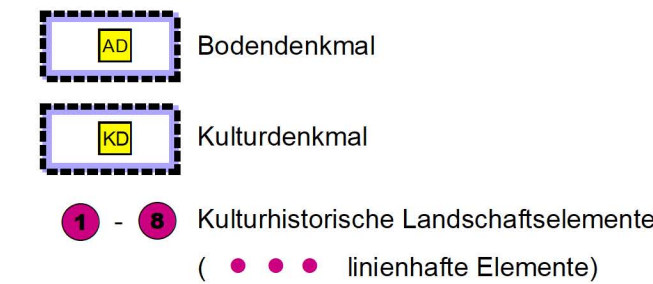 AD Bodendenkmal
KD Kulturdenkmal
1 - 8 Kulturhistorische Landschaftselemente
( • • • linienhafte Elemente)